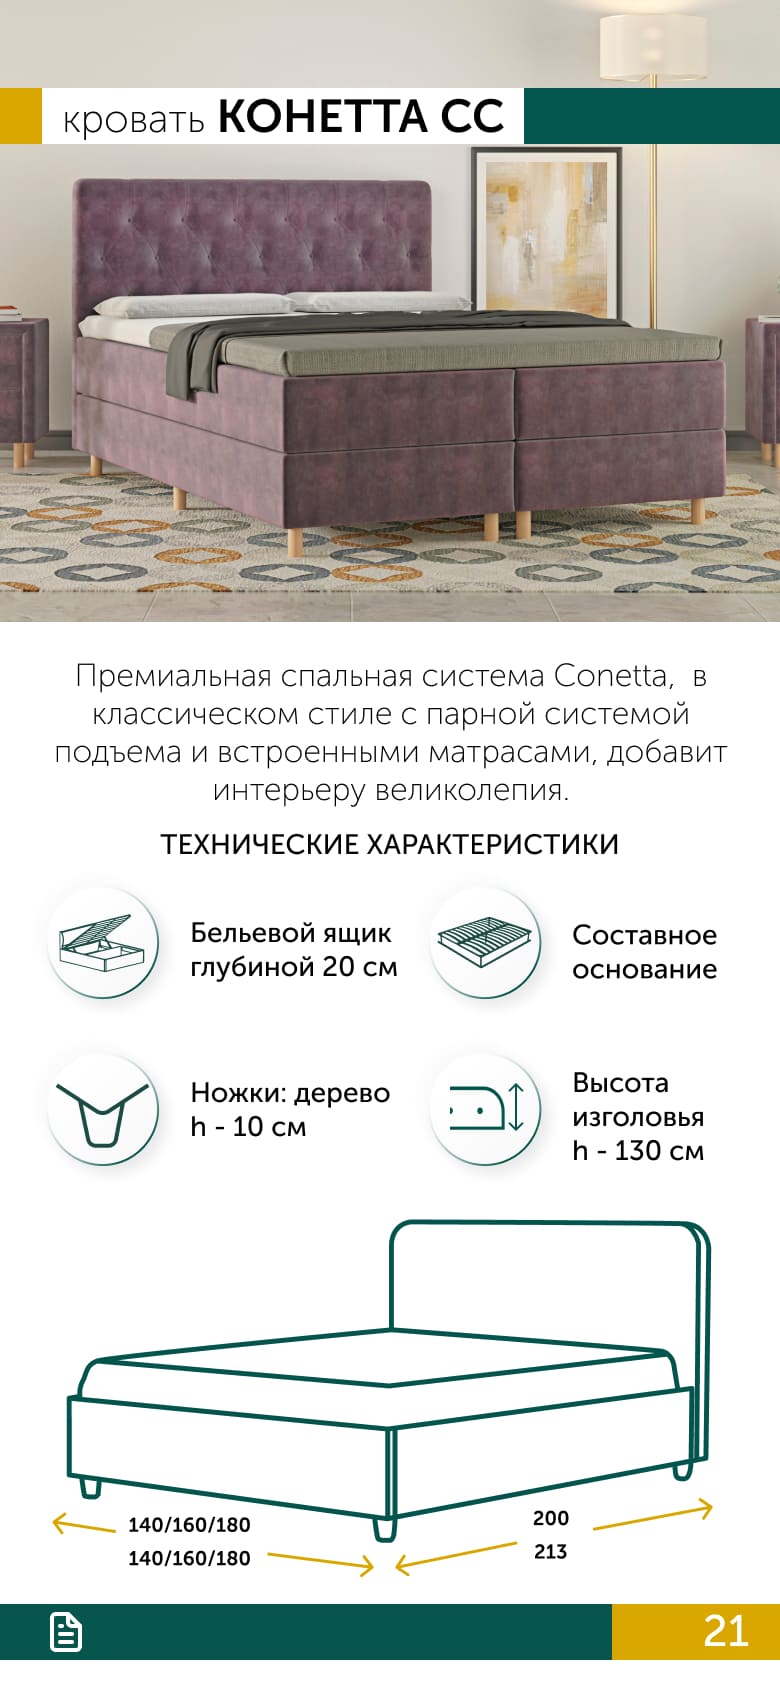 кровать КОНЕТТА СС
Премиальная спальная система Conetta, в
классическом стиле с парной системой
подъема и встроенными матрасами, добавит
интерьеру великолепия.
ТЕХНИЧЕСКИЕ ХАРАКТЕРИСТИКИ
Бельевой ящик
глубиной 20 см
Составное
основание
Ножки: дерево
h - 10 см
Высота
изголовья
h - 130 см
140/160/180
140/160/180
200
213
21